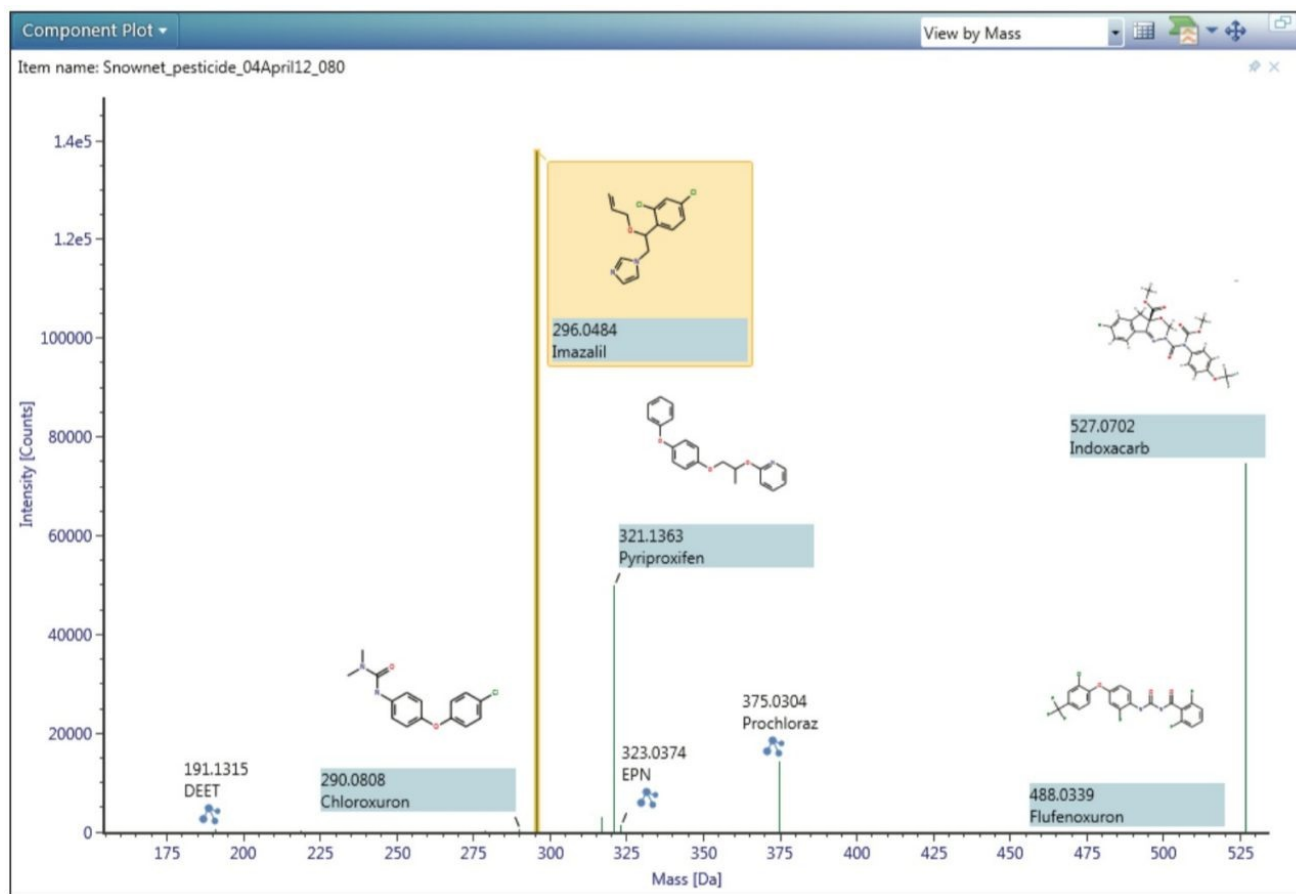 Component Plot
View by Mass
Item name: Snownet_pesticide_04April12_080
Intensity [Counts]
1.4e5
1.2e5
100000
80000
60000
40000
20000
0
Cl
Cl
O
N
N
296.0484
Imazalil
321.1363
Pyriproxifen
527.0702
Indoxacarb
191.1315
DEET
290.0808
Chloroxuron
323.0374
EPN
375.0304
Prochloraz
488.0339
Flufenoxuron
175
200
225
250
275
300
325
350
375
400
425
450
475
500
525
Mass [Da]